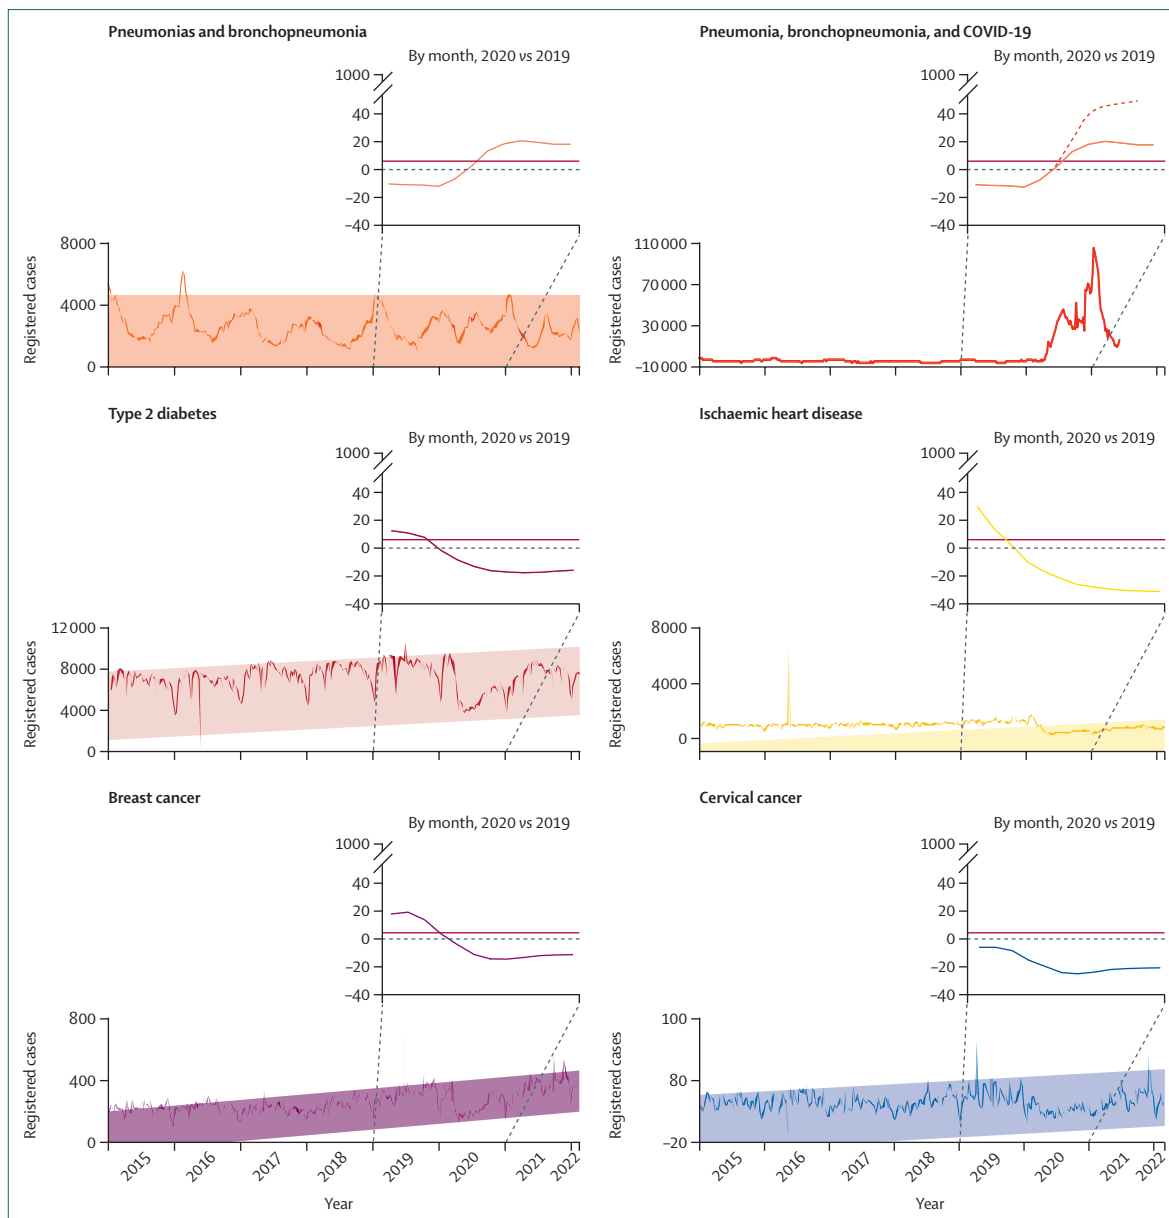 Pneumonias and bronchopneumonia
By month, 2020 vs 2019
1000
40
20
0
−20
−40
8000
4000
0
Registered cases
Pneumonia, bronchopneumonia, and COVID-19
By month, 2020 vs 2019
1000
40
20
0
−20
−40
110 000
70 000
30 000
−10 000
Registered cases
Type 2 diabetes
By month, 2020 vs 2019
1000
40
20
0
−20
−40
12 000
8000
4000
0
Registered cases
Ischaemic heart disease
By month, 2020 vs 2019
1000
40
20
0
−20
−40
8000
4000
0
Registered cases
Breast cancer
By month, 2020 vs 2019
1000
40
20
0
−20
−40
800
400
0
Registered cases
2015 2016 2017 2018 2019 2020 2021 2022
Year
Cervical cancer
By month, 2020 vs 2019
1000
40
20
0
−20
−40
100
80
−20
Registered cases
2015 2016 2017 2018 2019 2020 2021 2022
Year